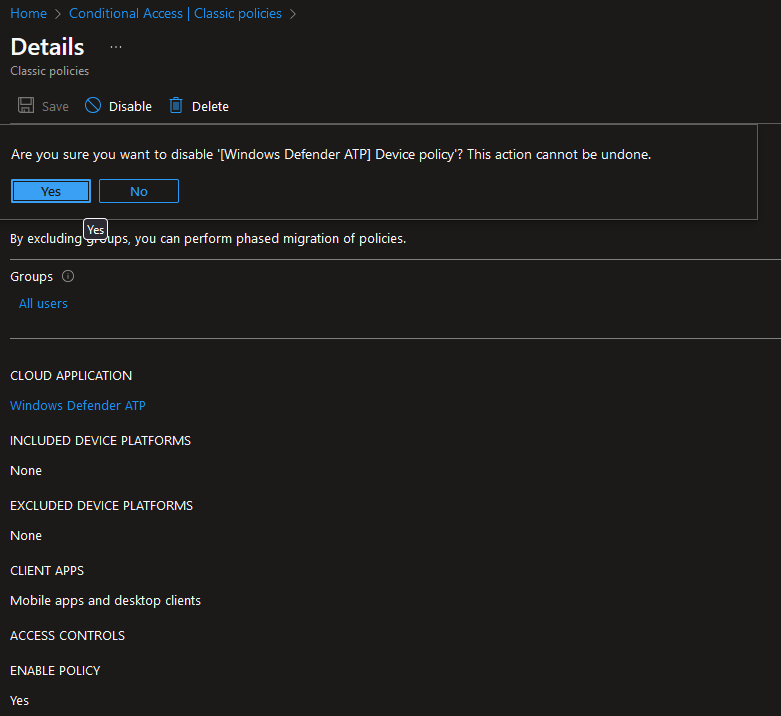 Home > Conditional Access | Classic policies >
Details ...
Classic policies
Save Disable Delete
Are you sure you want to disable '[Windows Defender ATP] Device policy'? This action cannot be undone.
Yes No
Yes
By excluding groups, you can perform phased migration of policies.
Groups
All users
CLOUD APPLICATION
Windows Defender ATP
INCLUDED DEVICE PLATFORMS
None
EXCLUDED DEVICE PLATFORMS
None
CLIENT APPS
Mobile apps and desktop clients
ACCESS CONTROLS
ENABLE POLICY
Yes